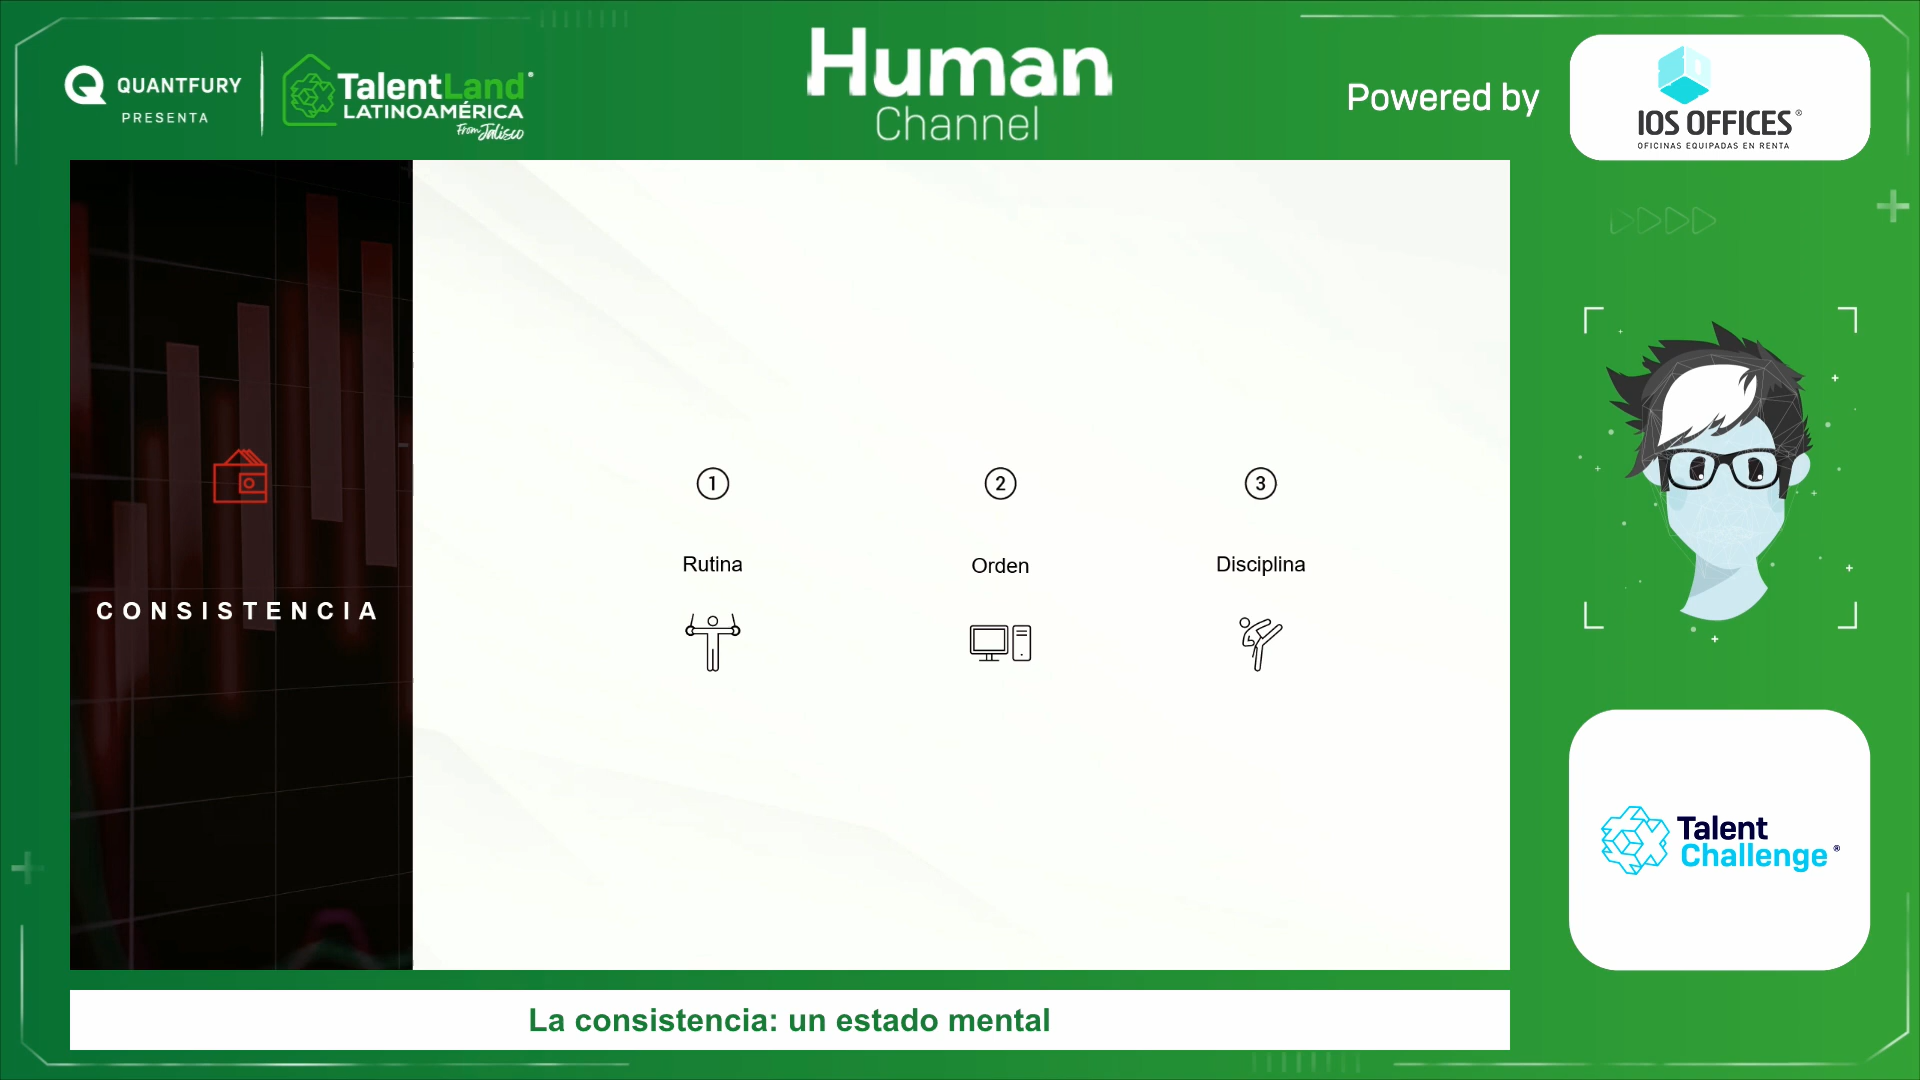 QUANTFURY
PRESENTA
TalentLand®
LATINOAMÉRICA
From Jalisco
Human
Channel
Powered by
IOS OFFICES®
OFICINAS EQUIPADAS EN RENTA
CONSISTENCIA
1
2
3
Rutina
Orden
Disciplina
Talent
Challenge®
La consistencia: un estado mental